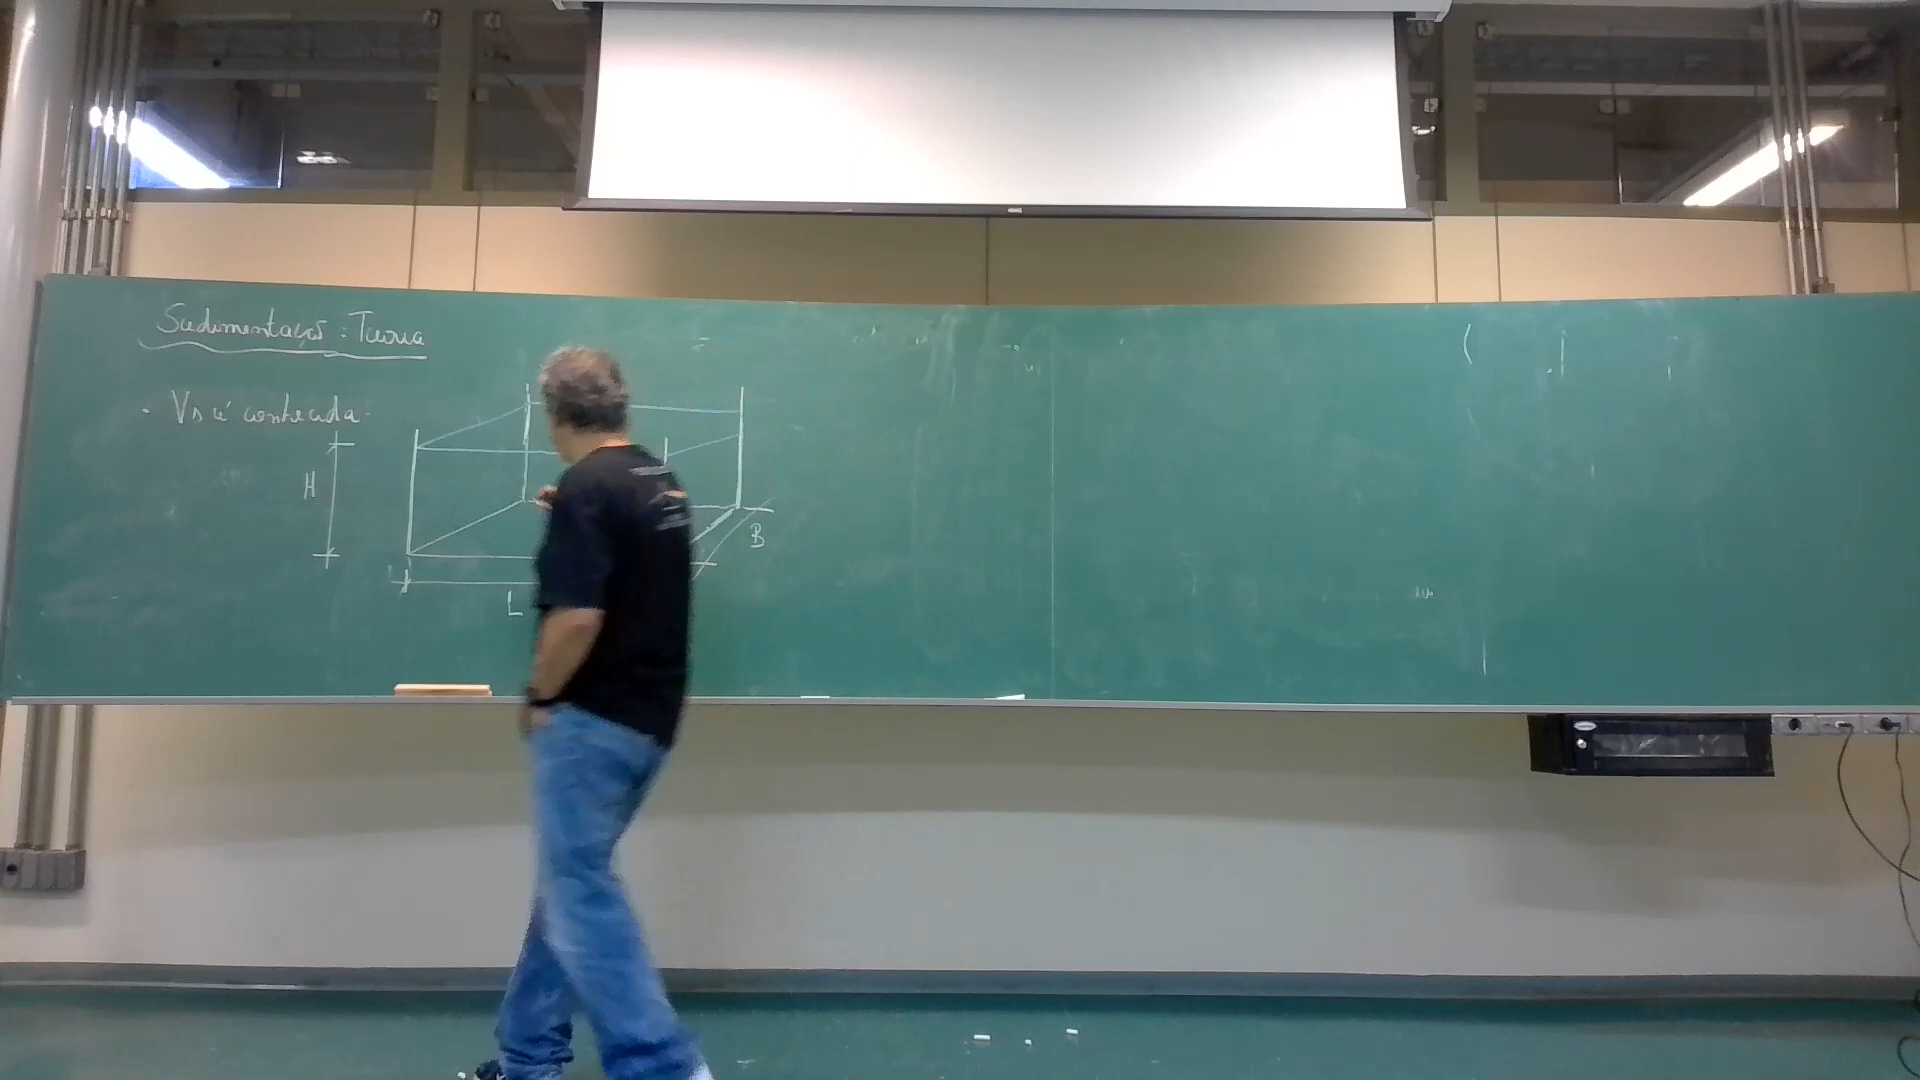 Sedimentação: Teoria
• Vs é conhecida.
H
B
L